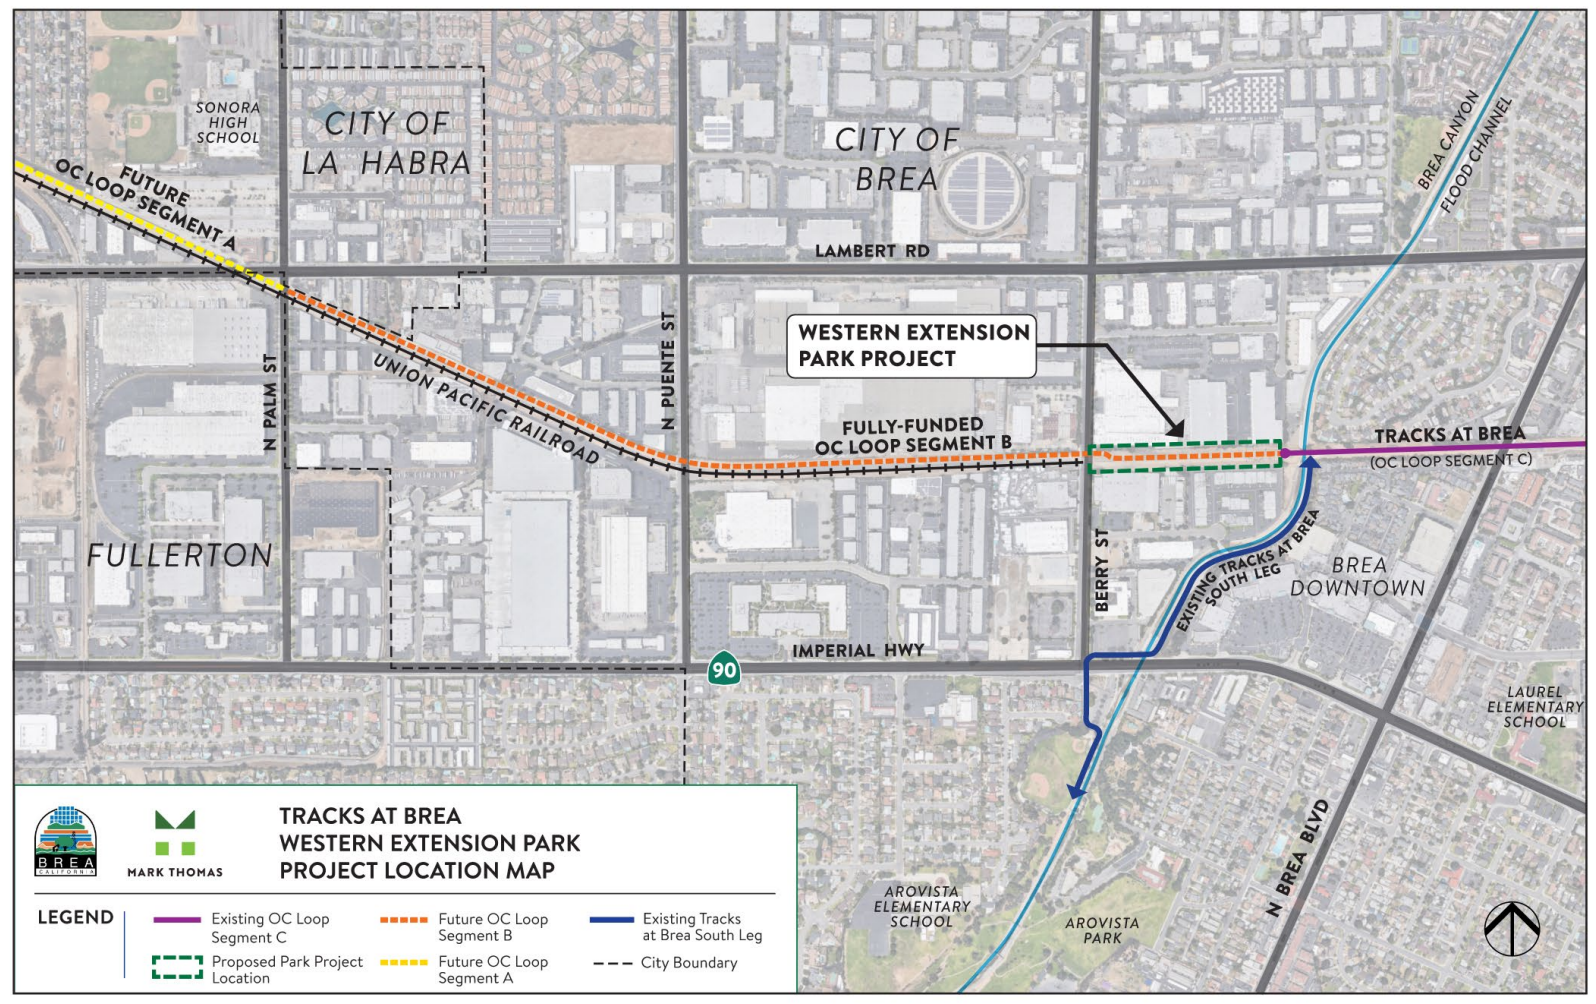 SONORA
HIGH
SCHOOL
CITY OF
LA HABRA
CITY OF
BREA
BREA CANYON
FLOOD CHANNEL
FUTURE
OC LOOP SEGMENT A
LAMBERT RD
WESTERN EXTENSION
PARK PROJECT
N PALM ST
UNION PACIFIC RAILROAD
N PUENTE ST
FULLY-FUNDED
OC LOOP SEGMENT B
TRACKS AT BREA
(OC LOOP SEGMENT C)
FULLERTON
BERRY ST
EXISTING TRACKS AT BREA
SOUTH LEG
BREA
DOWNTOWN
IMPERIAL HWY
90
LAUREL
ELEMENTARY
SCHOOL
N BREA BLVD
AROVISTA
ELEMENTARY
SCHOOL
AROVISTA
PARK
BREA
CALIFORNIA
MARK THOMAS
TRACKS AT BREA
WESTERN EXTENSION PARK
PROJECT LOCATION MAP
LEGEND
Existing OC Loop
Segment C
Future OC Loop
Segment B
Existing Tracks
at Brea South Leg
Proposed Park Project
Location
Future OC Loop
Segment A
City Boundary